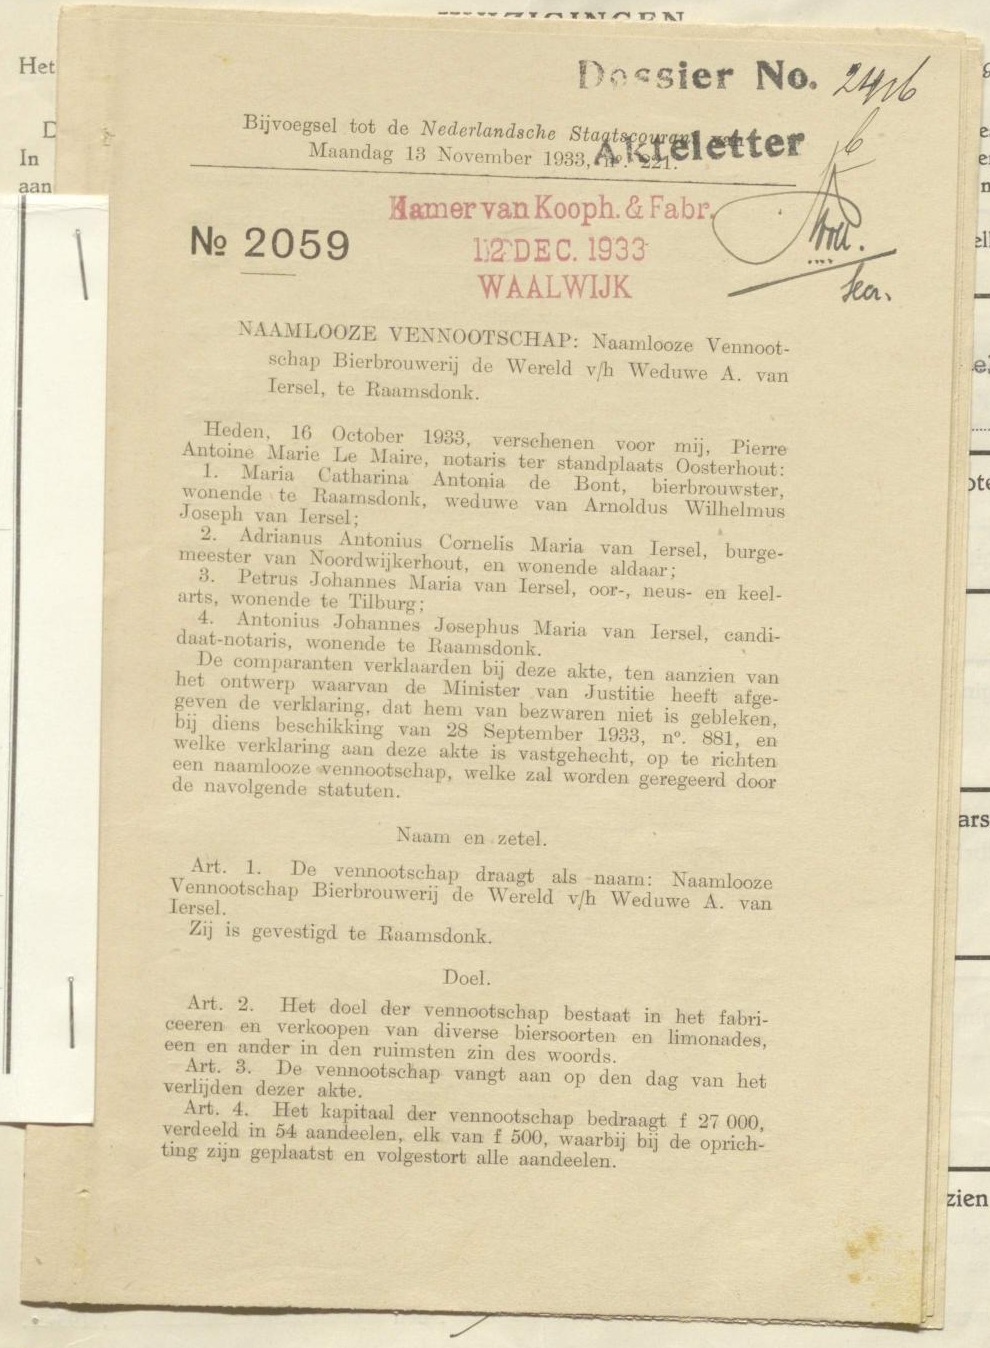 Dossier No. 2426
Bijvoegsel tot de Nederlandsche Staatscourant van
Maandag 13 November 1933, n°. 221.
Akteletter
Kamer van Kooph. & Fabr.
12 DEC. 1933
WAALWIJK
№ 2059
NAAMLOOZE VENNOOTSCHAP: Naamlooze Vennoot-
schap Bierbrouwerij de Wereld v/h Weduwe A. van
Iersel, te Raamsdonk.
Heden, 16 October 1933, verschenen voor mij, Pierre
Antoine Marie Le Maire, notaris ter standplaats Oosterhout:
1. Maria Catharina Antonia de Bont, bierbrouwster,
wonende te Raamsdonk, weduwe van Arnoldus Wilhelmus
Joseph van Iersel;
2. Adrianus Antonius Cornelis Maria van Iersel, burge-
meester van Noordwijkerhout, en wonende aldaar;
3. Petrus Johannes Maria van Iersel, oor-, neus- en keel-
arts, wonende te Tilburg;
4. Antonius Johannes Josephus Maria van Iersel, candi-
daat-notaris, wonende te Raamsdonk.
De comparanten verklaarden bij deze akte, ten aanzien van
het ontwerp waarvan de Minister van Justitie heeft afge-
geven de verklaring, dat hem van bezwaren niet is gebleken,
bij diens beschikking van 28 September 1933, n°. 881, en
welke verklaring aan deze akte is vastgehecht, op te richten
een naamlooze vennootschap, welke zal worden geregeerd door
de navolgende statuten.
Naam en zetel.
Art. 1. De vennootschap draagt als naam: Naamlooze
Vennootschap Bierbrouwerij de Wereld v/h Weduwe A. van
Iersel.
Zij is gevestigd te Raamsdonk.
Doel.
Art. 2. Het doel der vennootschap bestaat in het fabri-
ceeren en verkoopen van diverse biersoorten en limonades,
een en ander in den ruimsten zin des woords.
Art. 3. De vennootschap vangt aan op den dag van het
verlijden dezer akte.
Art. 4. Het kapitaal der vennootschap bedraagt f 27 000,
verdeeld in 54 aandeelen, elk van f 500, waarbij bij de oprich-
ting zijn geplaatst en volgestort alle aandeelen.